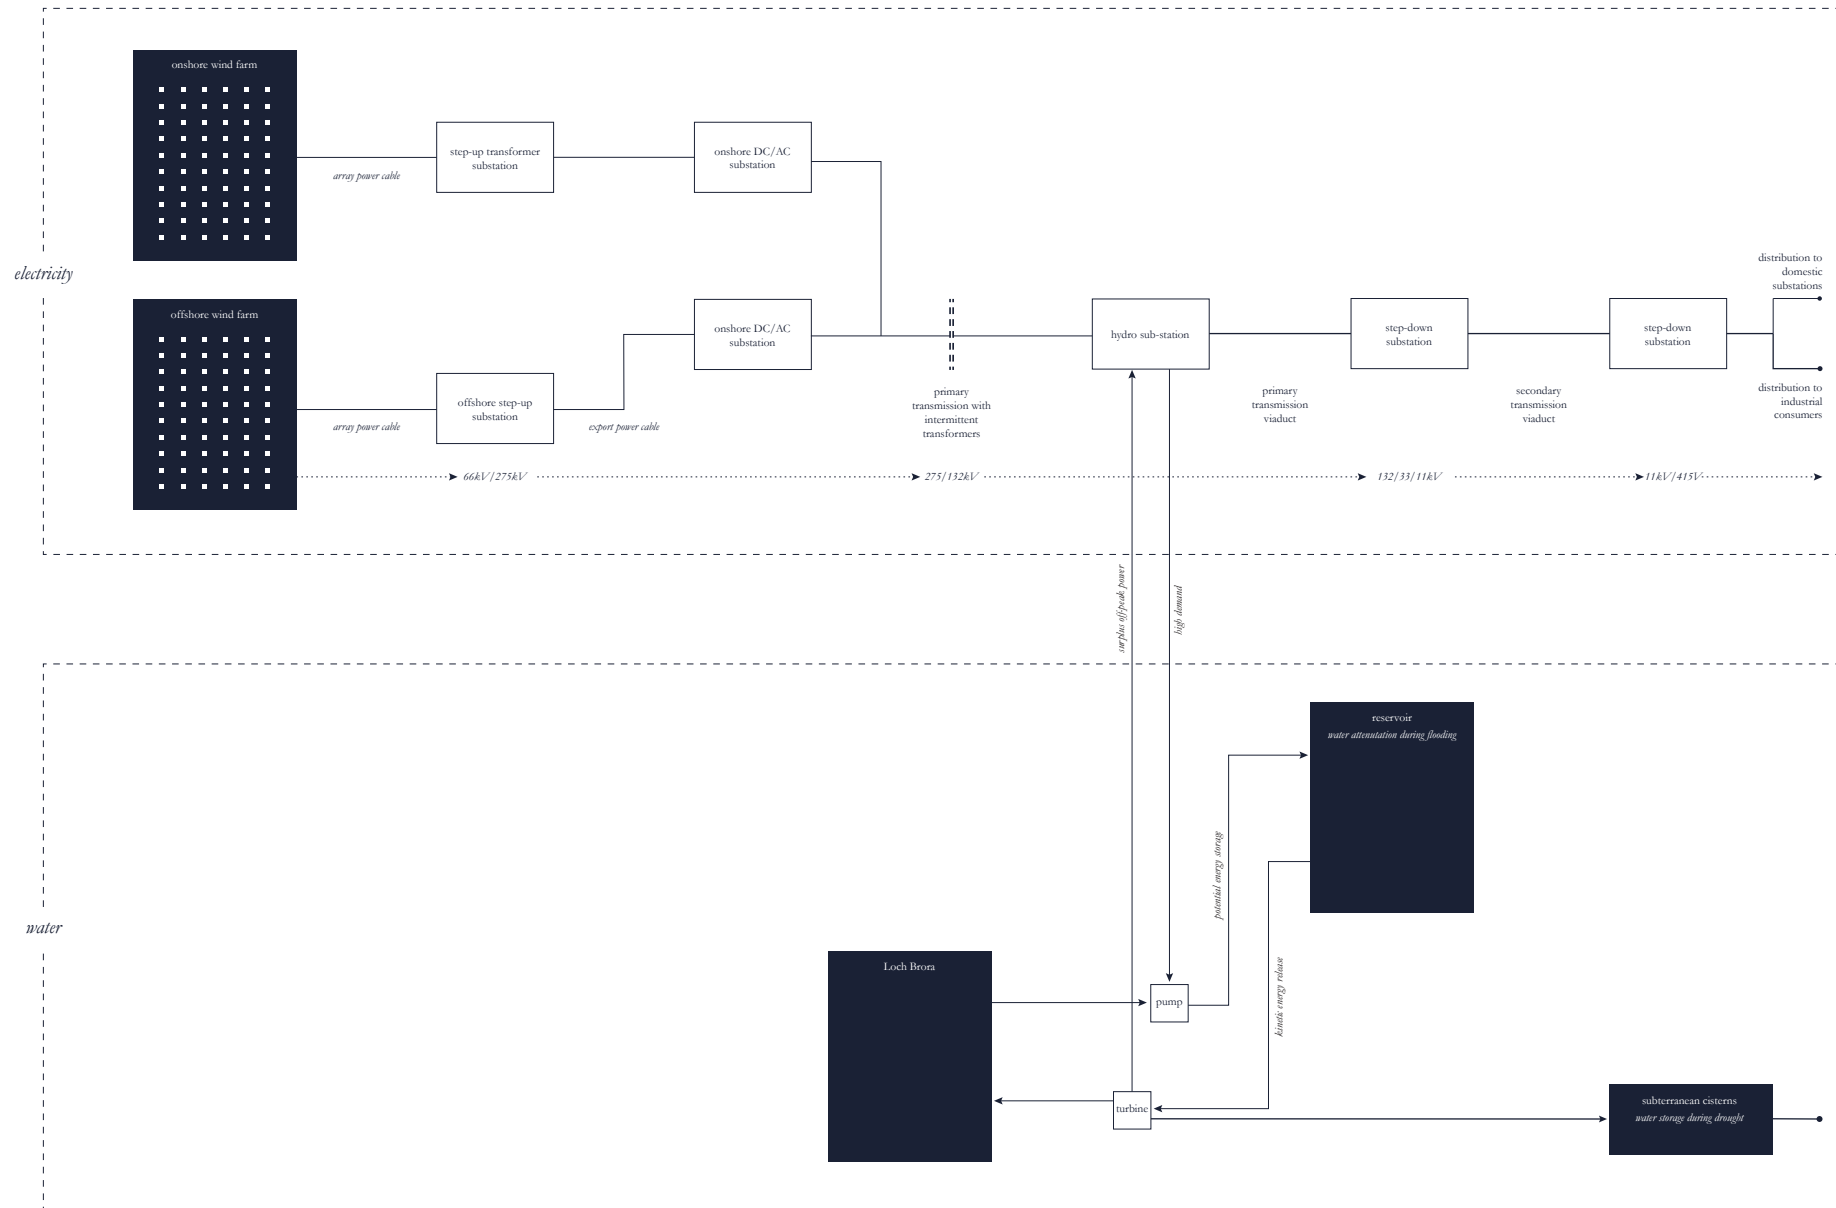 onshore wind farm
step-up transformer
substation
onshore DC/AC
substation
array power cable
electricity
distribution to
domestic
substations
offshore wind farm
onshore DC/AC
substation
hydro sub-station
step-down
substation
step-down
substation
offshore step-up
substation
array power cable
export power cable
primary
transmission with
intermittent
transformers
primary
transmission
viaduct
secondary
transmission
viaduct
distribution to
industrial
consumers
66kV/275kV
275/132kV
132/33/11kV
11kV/415V
surplus off-peak power
high demand
reservoir
water attenutation during flooding
potential energy storage
water
Loch Brora
pump
kinetic energy release
turbine
subterranean cisterns
water storage during drought